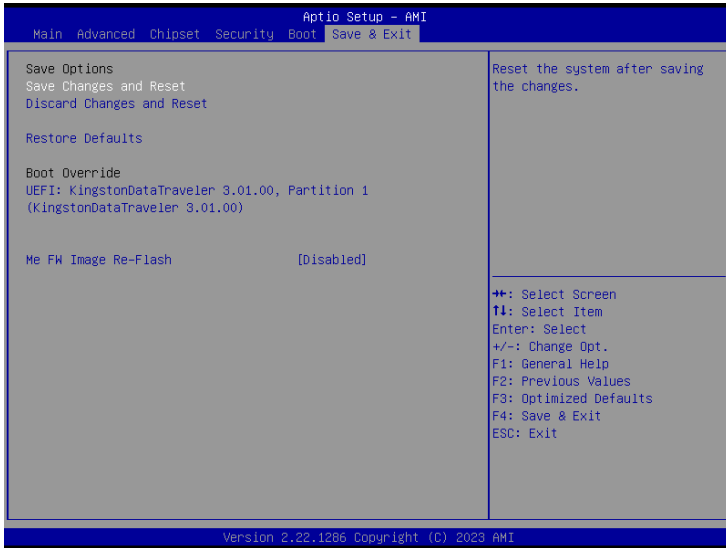 Aptio Setup – AMI
Main Advanced Chipset Security Boot Save & Exit
Save Options
Save Changes and Reset
Discard Changes and Reset
Restore Defaults
Boot Override
UEFI: KingstonDataTraveler 3.01.00, Partition 1
(KingstonDataTraveler 3.01.00)
Me FW Image Re-Flash [Disabled]
Reset the system after saving
the changes.
→←: Select Screen
↑↓: Select Item
Enter: Select
+/-: Change Opt.
F1: General Help
F2: Previous Values
F3: Optimized Defaults
F4: Save & Exit
ESC: Exit
Version 2.22.1286 Copyright (C) 2023 AMI